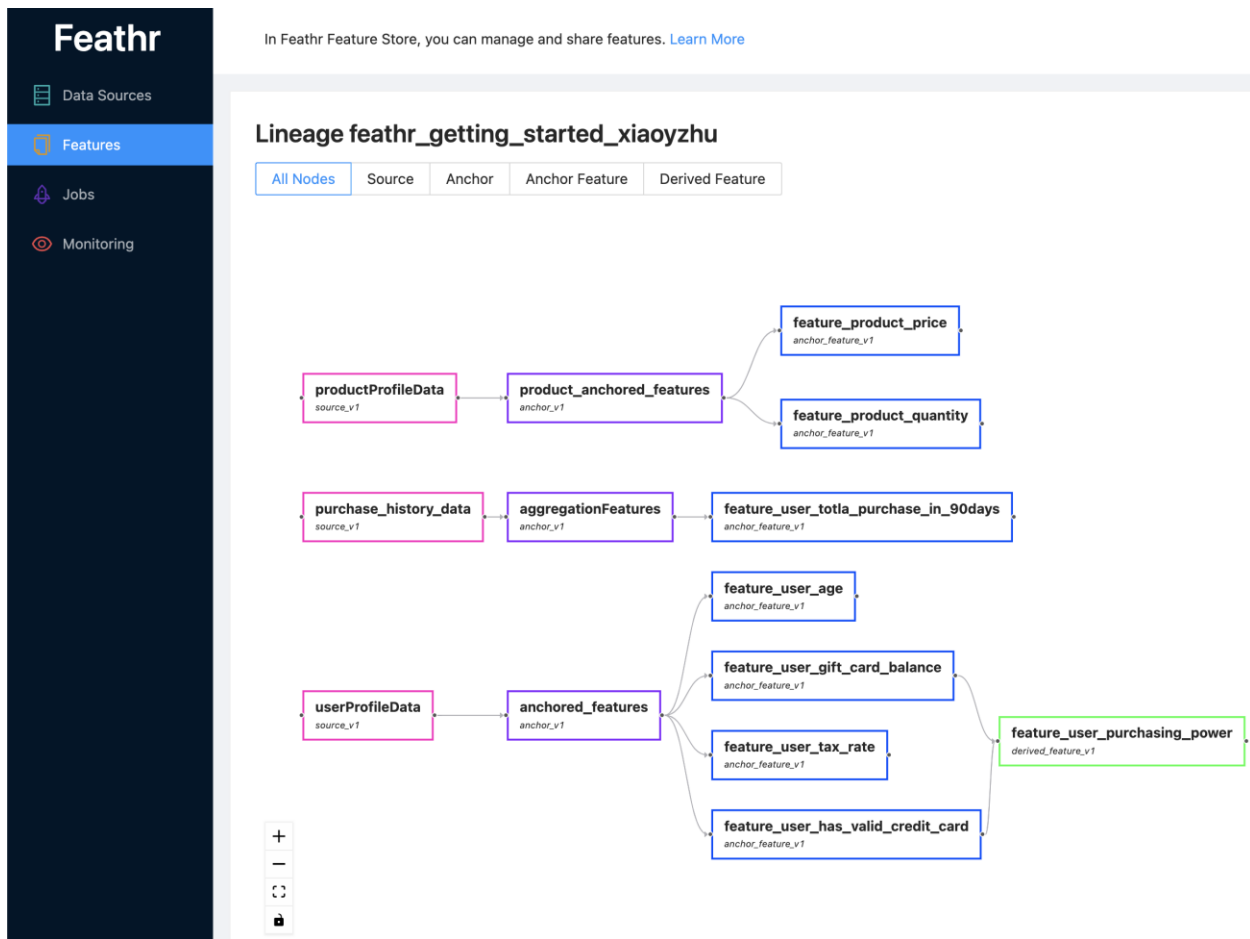 Feathr
In Feathr Feature Store, you can manage and share features. Learn More
Data Sources
Features
Jobs
Monitoring
Lineage feathr_getting_started_xiaoyzhu
All Nodes Source Anchor Anchor Feature Derived Feature
feature_product_price
anchor_feature_v1
productProfileData
source_v1
product_anchored_features
anchor_v1
feature_product_quantity
anchor_feature_v1
purchase_history_data
source_v1
aggregationFeatures
anchor_v1
feature_user_totla_purchase_in_90days
anchor_feature_v1
feature_user_age
anchor_feature_v1
feature_user_gift_card_balance
anchor_feature_v1
userProfileData
source_v1
anchored_features
anchor_v1
feature_user_tax_rate
anchor_feature_v1
feature_user_purchasing_power
derived_feature_v1
feature_user_has_valid_credit_card
anchor_feature_v1